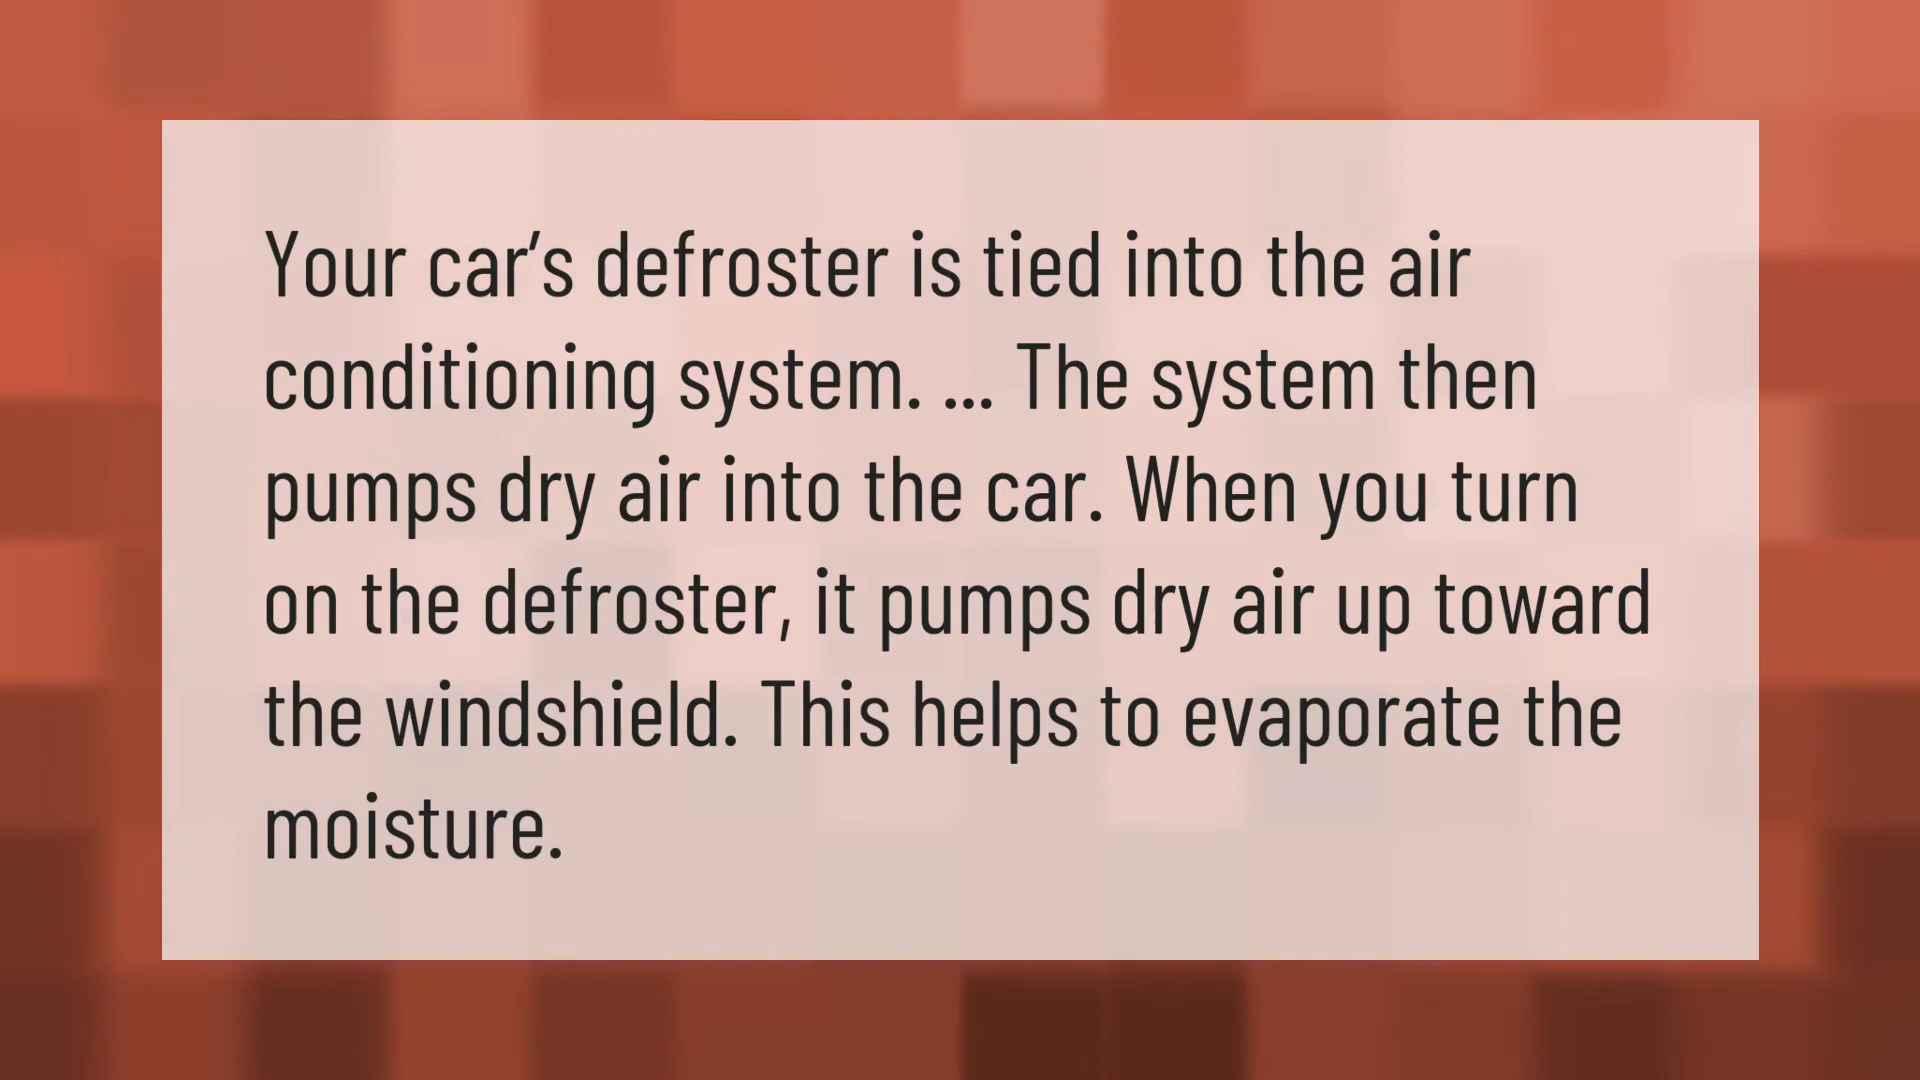 Your car’s defroster is tied into the air
conditioning system. ... The system then
pumps dry air into the car. When you turn
on the defroster, it pumps dry air up toward
the windshield. This helps to evaporate the
moisture.